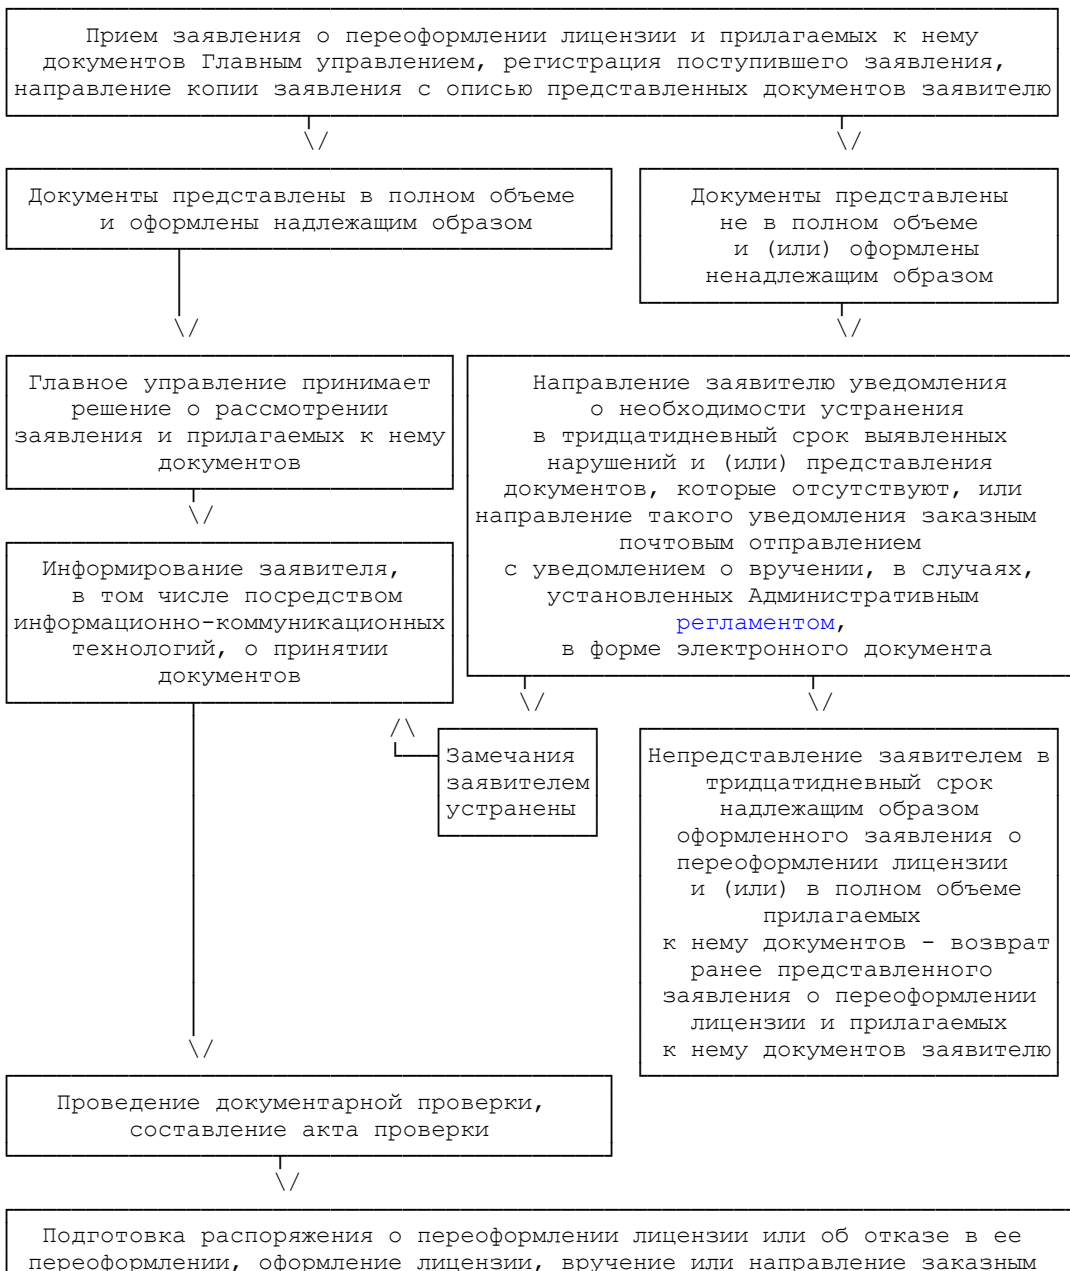 Прием заявления о переоформлении лицензии и прилагаемых к нему
документов Главным управлением, регистрация поступившего заявления,
направление копии заявления с описью представленных документов заявителю
Документы представлены в полном объеме
и оформлены надлежащим образом
Документы представлены
не в полном объеме
и (или) оформлены
ненадлежащим образом
Главное управление принимает
решение о рассмотрении
заявления и прилагаемых к нему
документов
Направление заявителю уведомления
о необходимости устранения
в тридцатидневный срок выявленных
нарушений и (или) представления
документов, которые отсутствуют, или
направление такого уведомления заказным
почтовым отправлением
с уведомлением о вручении, в случаях,
установленных Административным
регламентом,
в форме электронного документа
Информирование заявителя,
в том числе посредством
информационно-коммуникационных
технологий, о принятии
документов
Замечания
заявителем
устранены
Непредставление заявителем в
тридцатидневный срок
надлежащим образом
оформленного заявления о
переоформлении лицензии
и (или) в полном объеме
прилагаемых
к нему документов - возврат
ранее представленного
заявления о переоформлении
лицензии и прилагаемых
к нему документов заявителю
Проведение документарной проверки,
составление акта проверки
Подготовка распоряжения о переоформлении лицензии или об отказе в ее
переоформлении, оформление лицензии, вручение или направление заказным